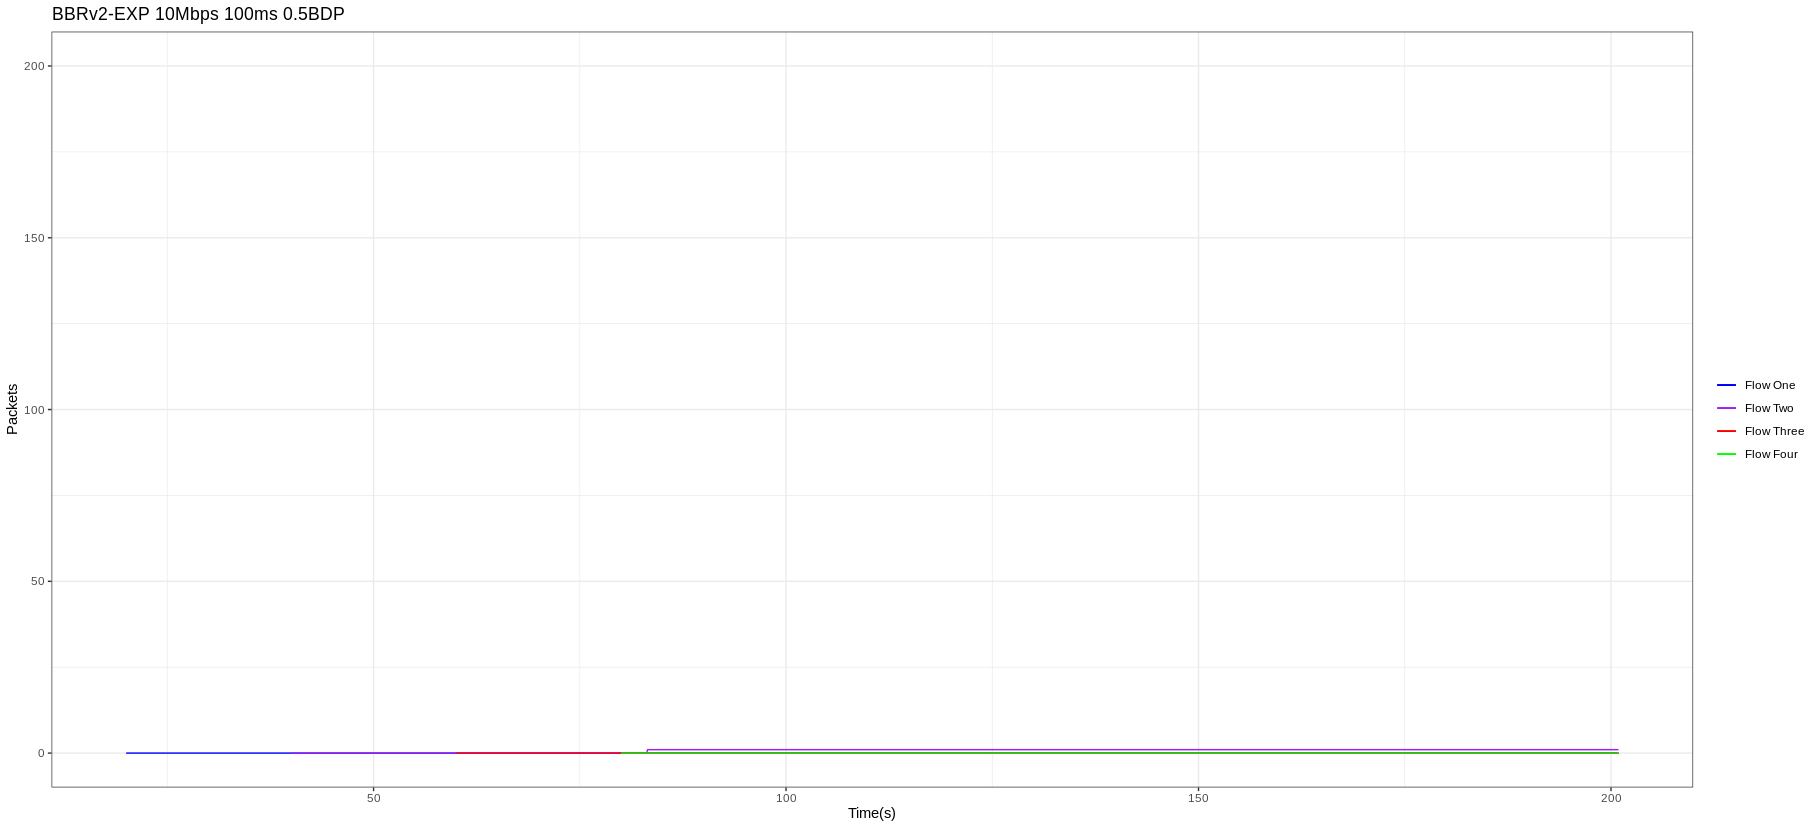 BBRv2-EXP 10Mbps 100ms 0.5BDP
200
150
100
50
0
Packets
50 100 150 200
Time(s)
Flow One
Flow Two
Flow Three
Flow Four